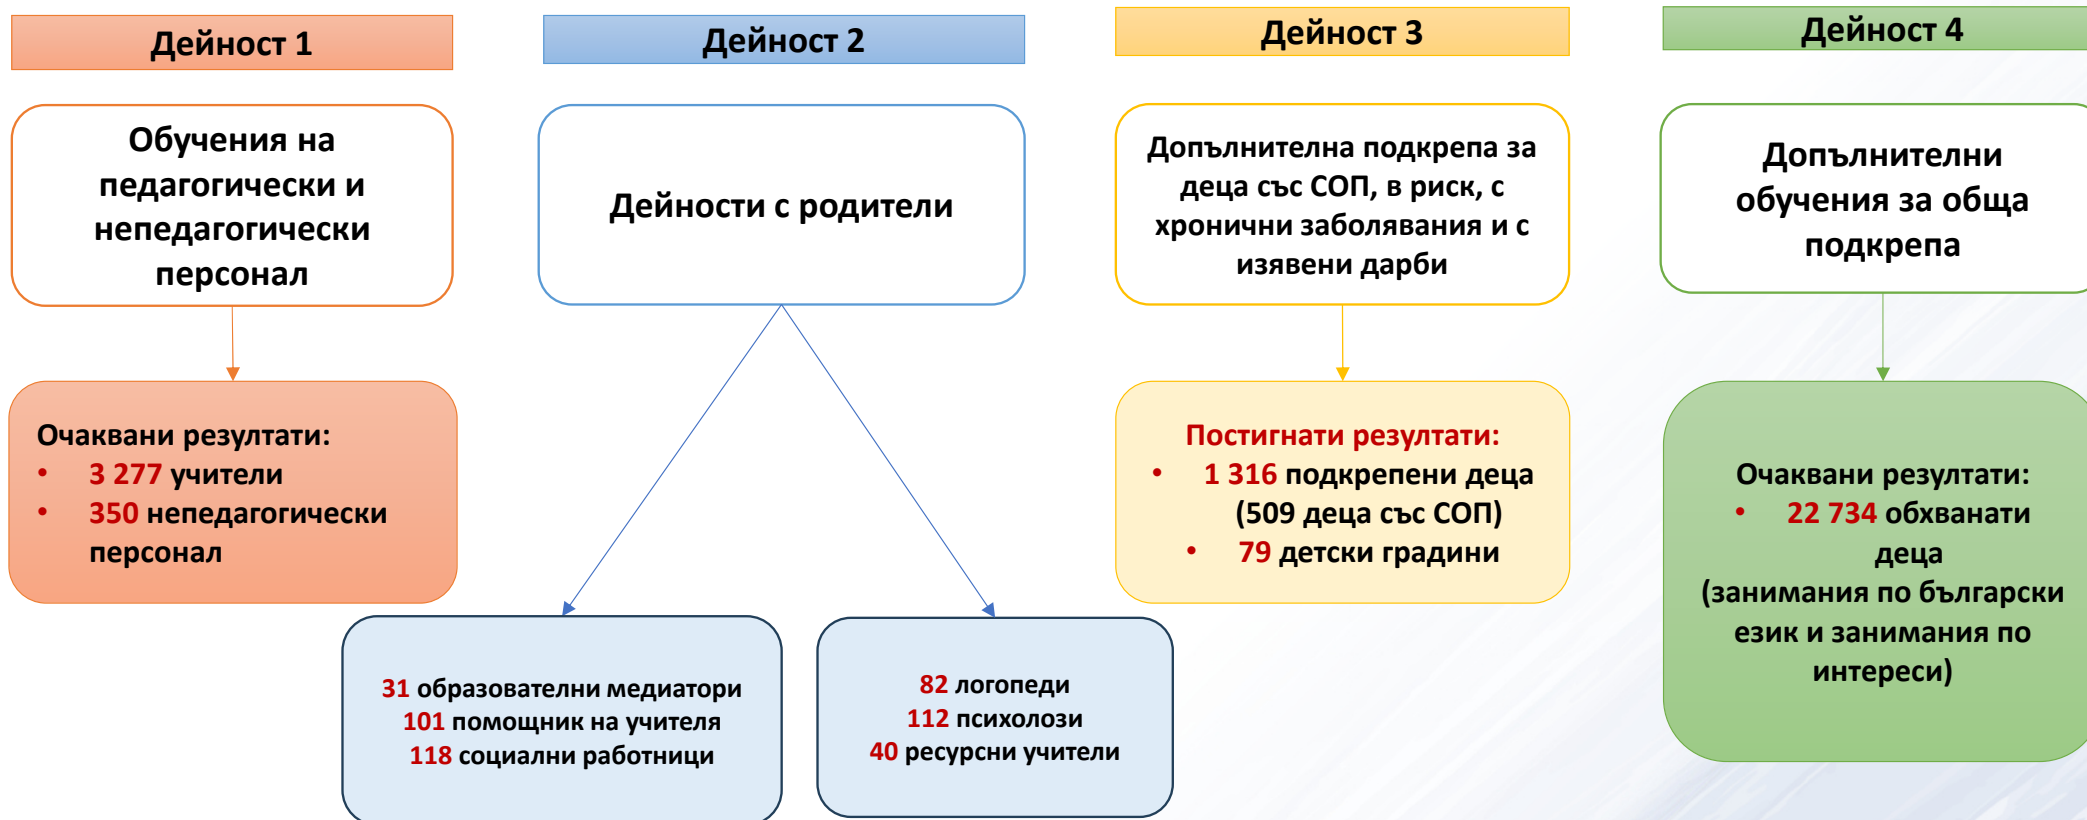 Дейност 1
Обучения на
педагогически и
непедагогически
персонал
Очаквани резултати:
• 3 277 учители
• 350 непедагогически
персонал
Дейност 2
Дейности с родители
31 образователни медиатори
101 помощник на учителя
118 социални работници
82 логопеди
112 психолози
40 ресурсни учители
Дейност 3
Допълнителна подкрепа за
деца със СОП, в риск, с
хронични заболявания и с
изявени дарби
Постигнати резултати:
• 1 316 подкрепени деца
(509 деца със СОП)
• 79 детски градини
Дейност 4
Допълнителни
обучения за обща
подкрепа
Очаквани резултати:
• 22 734 обхванати
деца
(занимания по български
език и занимания по
интереси)